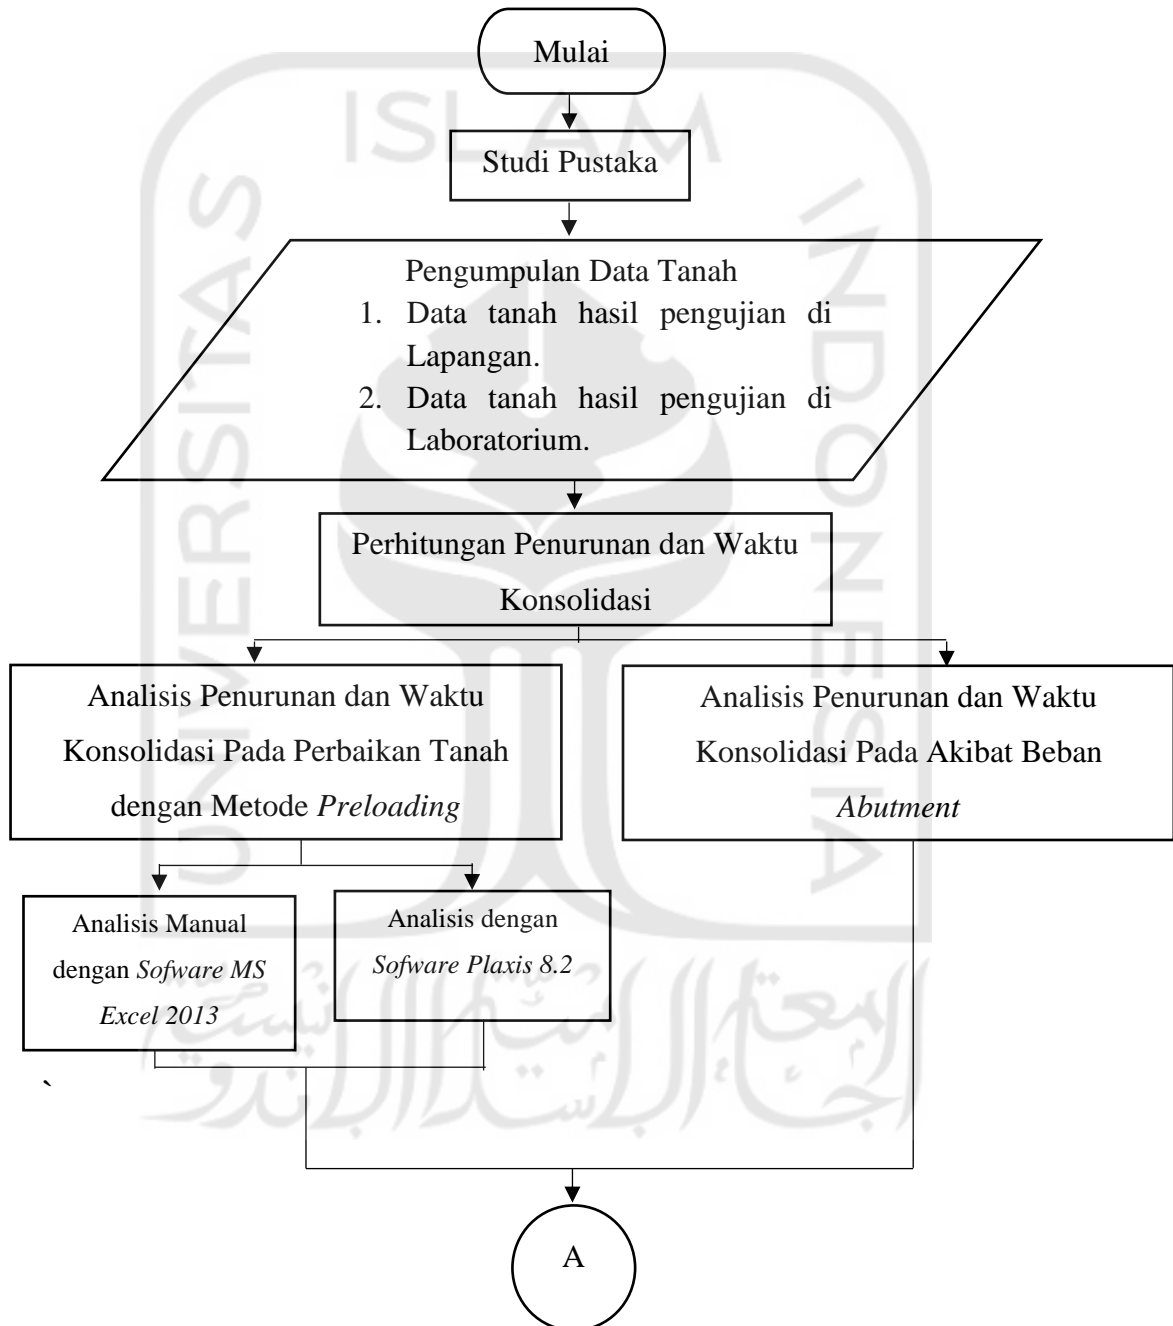 Mulai
Studi Pustaka
Pengumpulan Data Tanah
1. Data tanah hasil pengujian di
Lapangan.
2. Data tanah hasil pengujian di
Laboratorium.
Perhitungan Penurunan dan Waktu
Konsolidasi
Analisis Penurunan dan Waktu
Konsolidasi Pada Perbaikan Tanah
dengan Metode Preloading
Analisis Penurunan dan Waktu
Konsolidasi Pada Akibat Beban
Abutment
Analisis Manual
dengan Sofware MS
Excel 2013
Analisis dengan
Sofware Plaxis 8.2
`
A
UNIVERSITAS
ISLAM
INDONESIA